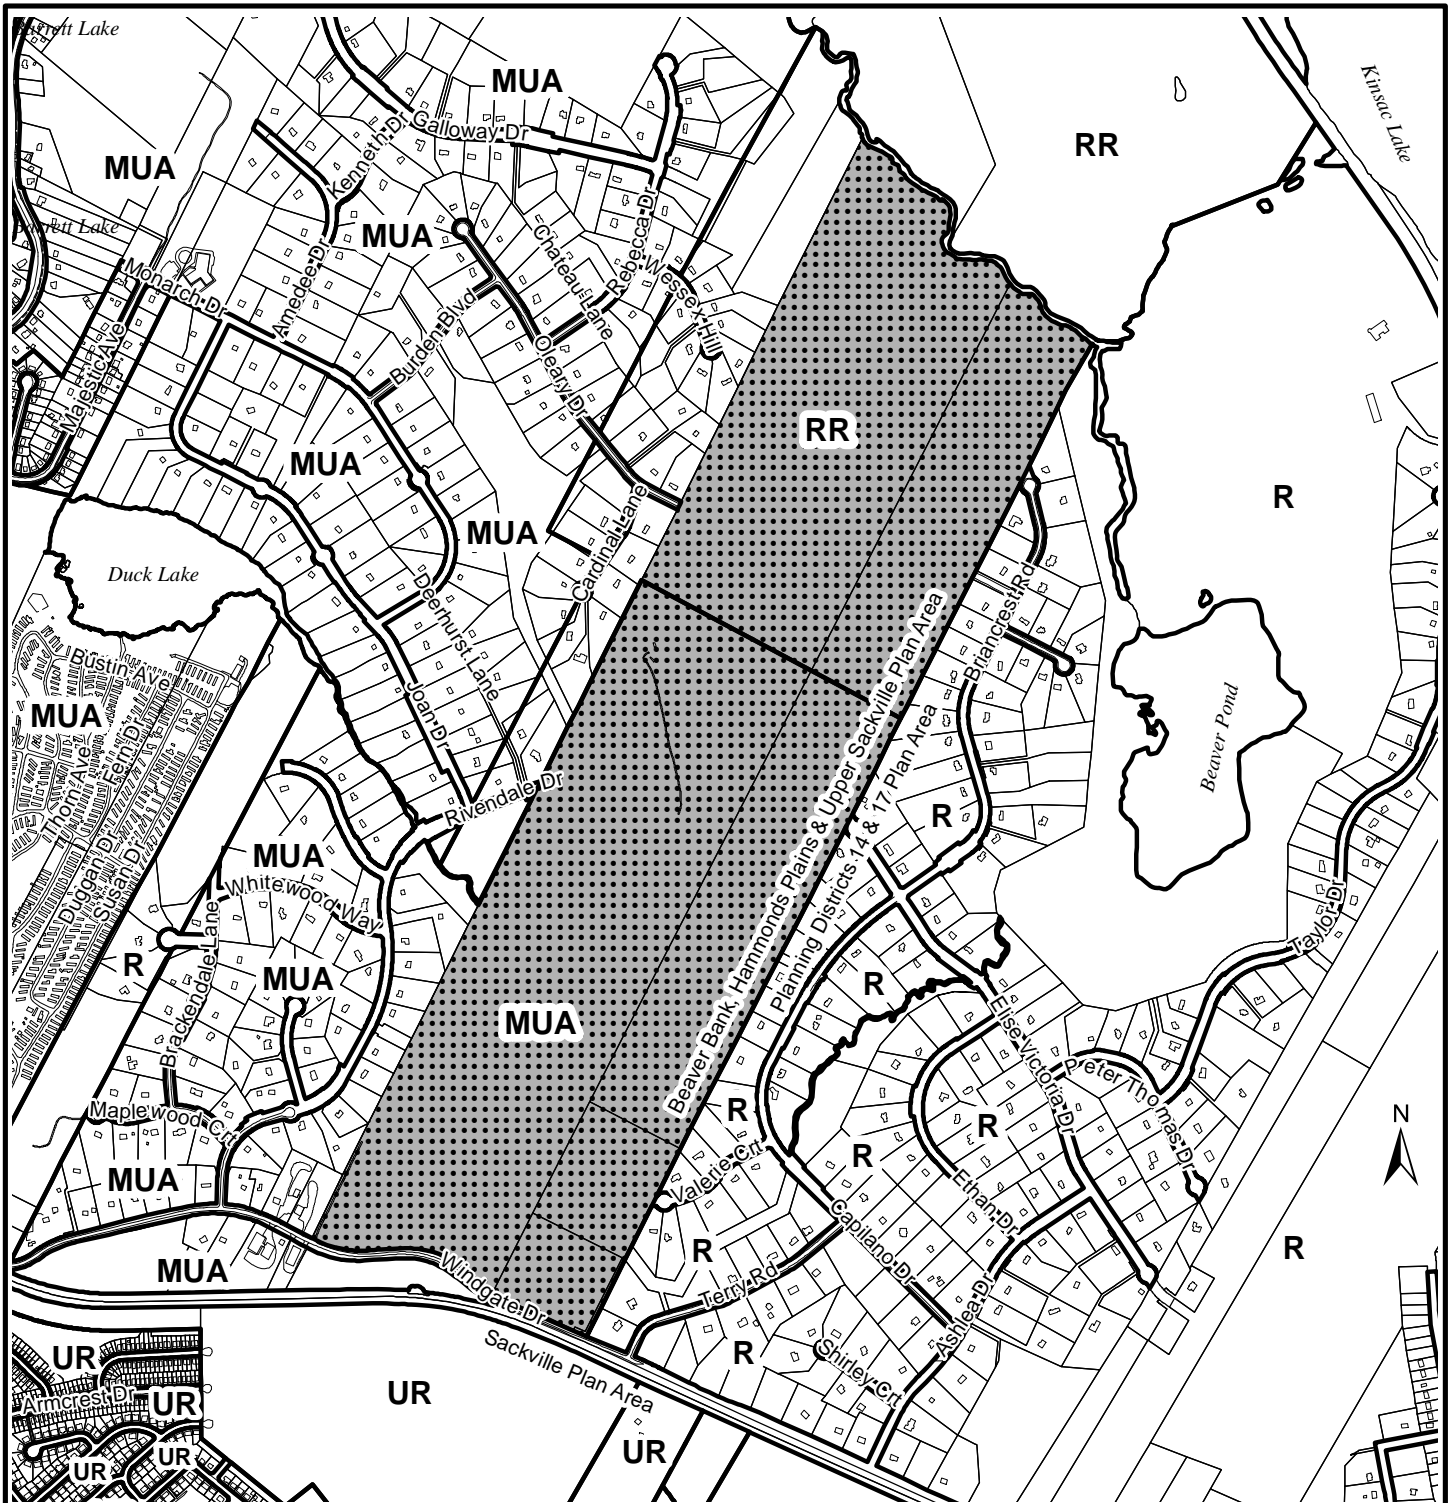 Barrett Lake
MUA
Kinsac Lake
Galloway Dr
Kenneth Dr
RR
MUA
Rebecca Dr
Barrett Lake
MUA
Chateau Lane
Amedee Dr
Monarch Dr
Wessex Hill
Burden Blvd
Majestic Ave
Oleary Dr
RR
MUA
R
MUA
Cardinal Lane
Duck Lake
Deerhurst Lane
Briancrest Rd
Bustin Ave
MUA
Joan Dr
Fern Dr
Thorn Ave
Beaver Pond
Rivendale Dr
R
Beaver Bank, Hammonds Plains & Upper Sackville Plan Area
Planning Districts 14 & 17 Plan Area
MUA
Duggan Dr
Susan Dr
Whitewood Way
Brackendale Lane
Taylor Dr
R
MUA
R
MUA
Elise Victoria Dr
Preter Thomas Dr
Maplewood Crt
R
R
N
R
MUA
Valerie Crt
Ethan Dr
Capilano Dr
R
R
MUA
Windgate Dr
Terry Rd
Ashlea Dr
Sackville Plan Area
R
Shirley Crt
UR
Armcrest Dr
UR
UR
UR
UR
UR